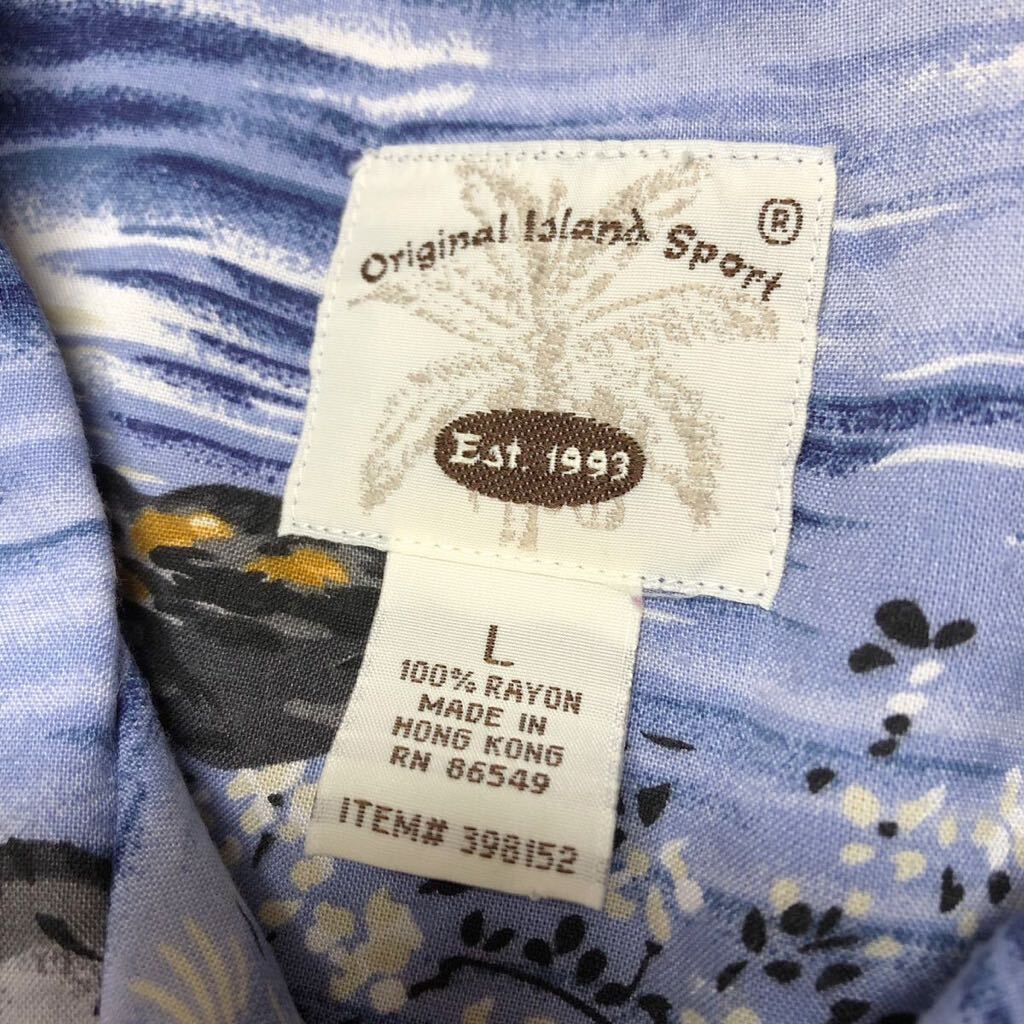 Original Island Sport ®
Est. 1993
L
100% RAYON
MADE IN
HONG KONG
RN 86549
ITEM# 398152